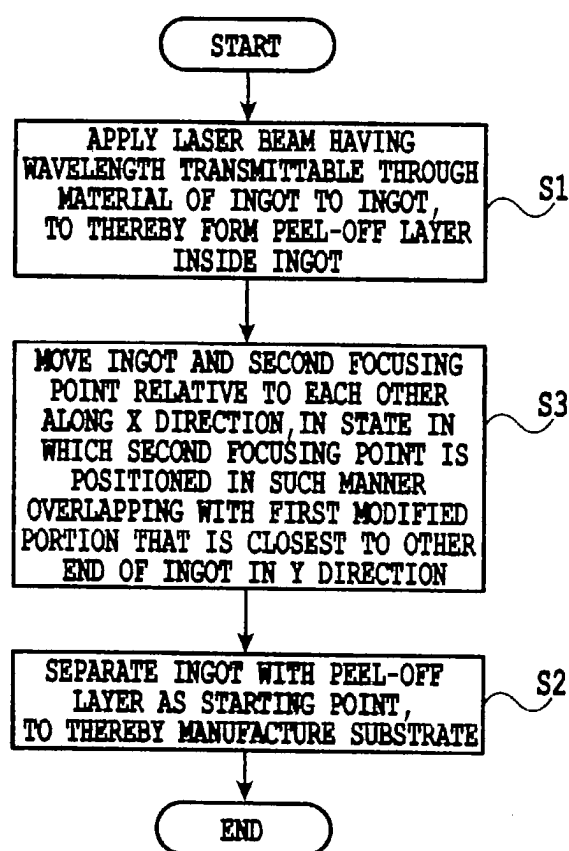 START
APPLY LASER BEAM HAVING
WAVELENGTH TRANSMITTABLE THROUGH
MATERIAL OF INGOT TO INGOT,
TO THEREBY FORM PEEL-OFF LAYER
INSIDE INGOT
S1
MOVE INGOT AND SECOND FOCUSING
POINT RELATIVE TO EACH OTHER
ALONG X DIRECTION, IN STATE IN
WHICH SECOND FOCUSING POINT IS
POSITIONED IN SUCH MANNER
OVERLAPPING WITH FIRST MODIFIED
PORTION THAT IS CLOSEST TO OTHER
END OF INGOT IN Y DIRECTION
S3
SEPARATE INGOT WITH PEEL-OFF
LAYER AS STARTING POINT,
TO THEREBY MANUFACTURE SUBSTRATE
S2
END